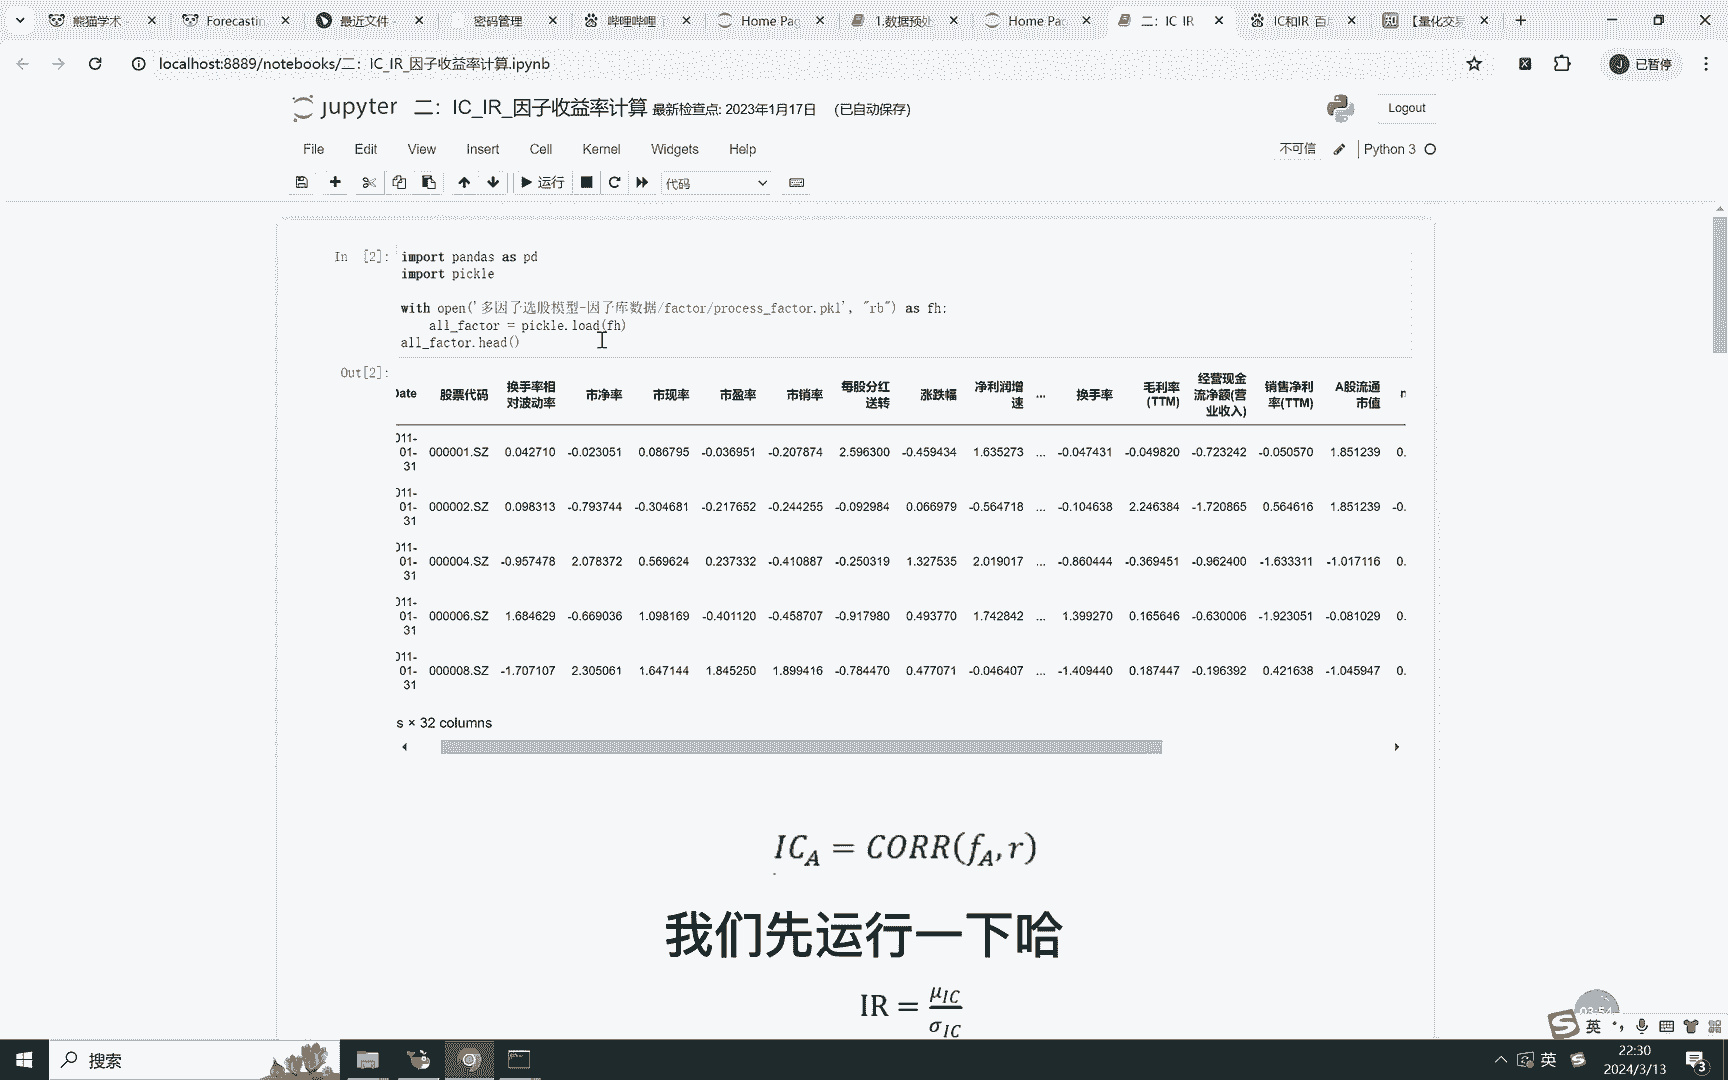 熊猫学术
Forecastin
最近文件
密码管理
哔哩哔哩
Home Pag
1.数据预处
Home Pag
二：IC IR
IC和IR 百
【量化交易
localhost:8889/notebooks/二：IC_IR_因子收益率计算.ipynb
已暂停
jupyter 二：IC_IR_因子收益率计算 最新检查点: 2023年1月17日 (已自动保存)
Logout
File Edit View Insert Cell Kernel Widgets Help
不可信 Python 3
运行 代码
In [2]: import pandas as pd
import pickle
with open('多因子选股模型-因子库数据/factor/process_factor.pkl', "rb") as fh:
all_factor = pickle.load(fh)
all_factor.head()
Out[2]:
Date 股票代码 换手率相对波动率 市净率 市现率 市盈率 市销率 每股分红送转 涨跌幅 净利润增速 ... 换手率 毛利率(TTM) 经营现金流净额(营业收入) 销售净利率(TTM) A股流通市值
011-01-31 000001.SZ 0.042710 -0.023051 0.086795 -0.036951 -0.207874 2.596300 -0.459434 1.635273 ... -0.047431 -0.049820 -0.723242 -0.050570 1.851239 0.
011-01-31 000002.SZ 0.098313 -0.793744 -0.304681 -0.217652 -0.244255 -0.092984 0.066979 -0.564718 ... -0.104638 2.246384 -1.720865 0.564616 1.851239 -0.
011-01-31 000004.SZ -0.957478 2.078372 0.569624 0.237332 -0.410887 -0.250319 1.327535 2.019017 ... -0.860444 -0.369451 -0.962400 -1.633311 -1.017116 0.
011-01-31 000006.SZ 1.684629 -0.669036 1.098169 -0.401120 -0.458707 -0.917980 0.493770 1.742842 ... 1.399270 0.165646 -0.630006 -1.923051 -0.081029 0.
011-01-31 000008.SZ -1.707107 2.305061 1.647144 1.845250 1.899416 -0.784470 0.477071 -0.046407 ... -1.409440 0.187447 -0.196392 0.421638 -1.045947 0.
s × 32 columns
IC_A = CORR(f_A, r)
我们先运行一下哈
IR = μ_IC / σ_IC
英
搜索
英
22:30
2024/3/13
3